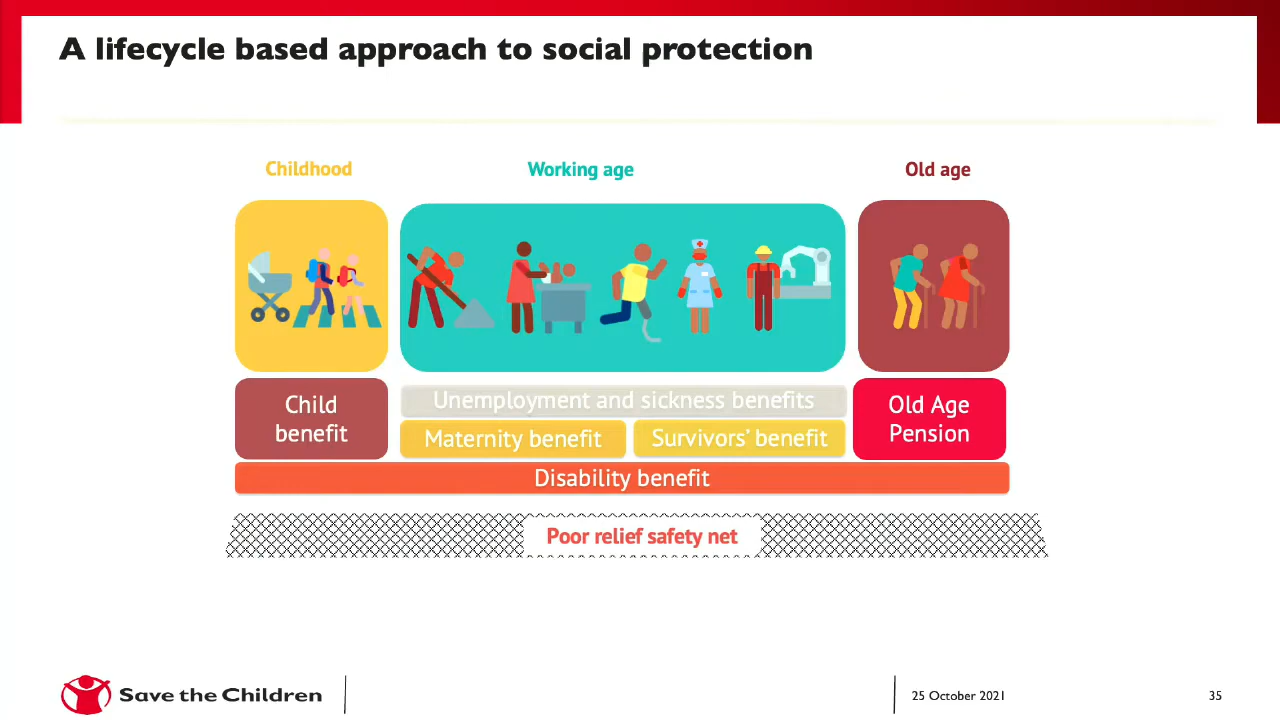 A lifecycle based approach to social protection
Childhood
Working age
Old age
Child
benefit
Unemployment and sickness benefits
Maternity benefit
Survivors' benefit
Old Age
Pension
Disability benefit
Poor relief safety net
Save the Children
25 October 2021
35